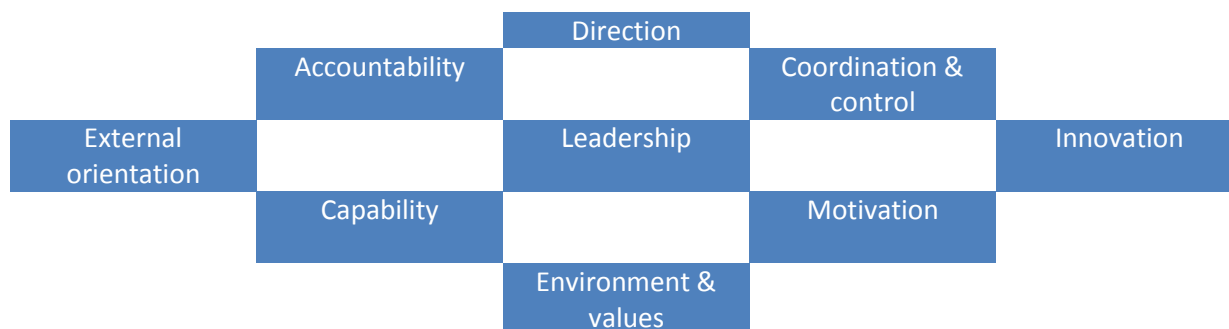 Direction
Accountability
Coordination &
control
External
orientation
Leadership
Innovation
Capability
Motivation
Environment &
values